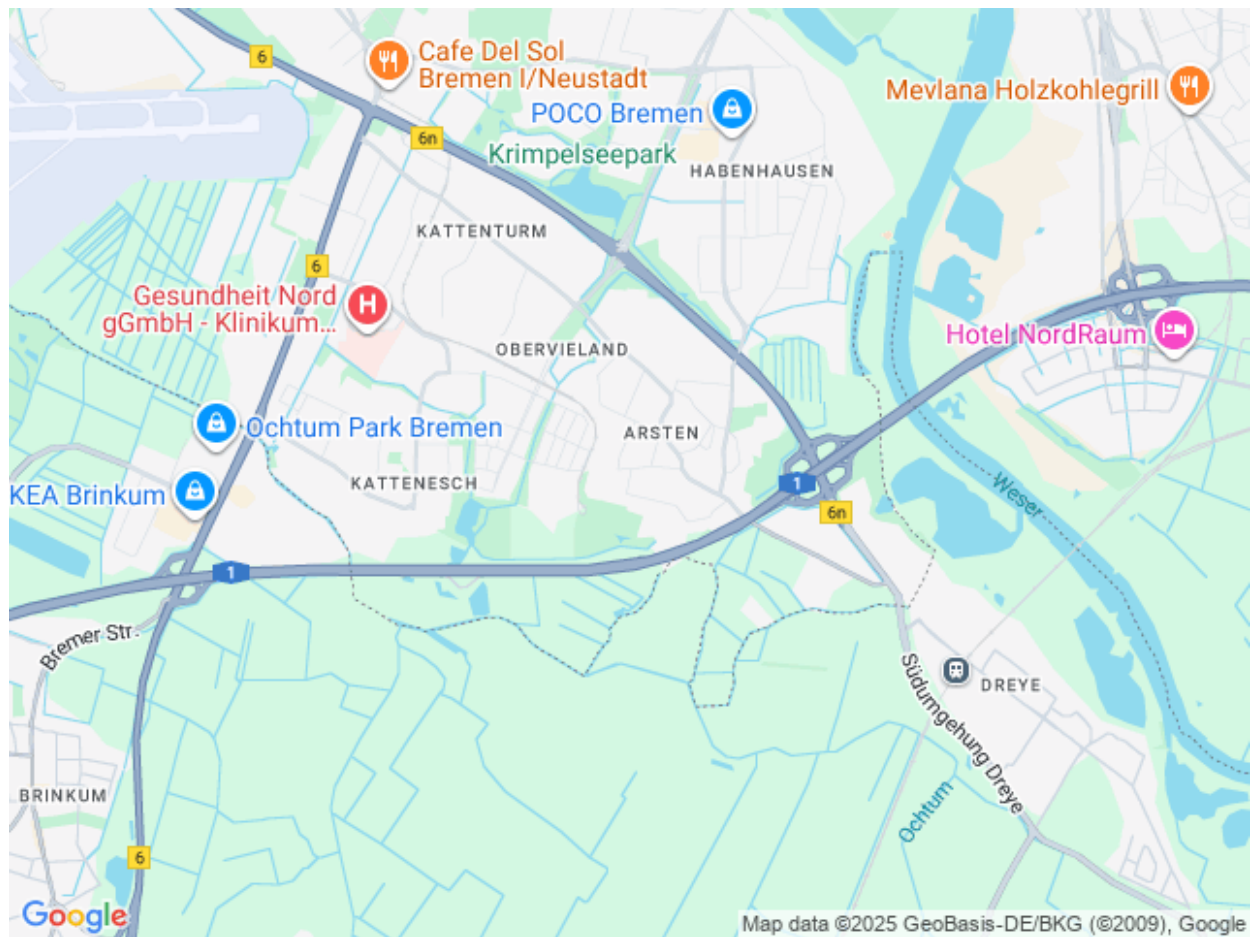 6
Cafe Del Sol
Bremen I/Neustadt
Mevlana Holzkohlegrill
POCO Bremen
6n
Krimpelseepark
HABENHAUSEN
KATTENTURM
6
Gesundheit Nord
gGmbH - Klinikum...
Hotel NordRaum
OBERVIELAND
Ochtum Park Bremen
ARSTEN
KATTENESCH
KEA Brinkum
1
6n
Weser
1
Bremer Str.
Südumgehung Dreye
DREYE
BRINKUM
Ochtum
6
Google
Map data ©2025 GeoBasis-DE/BKG (©2009), Google